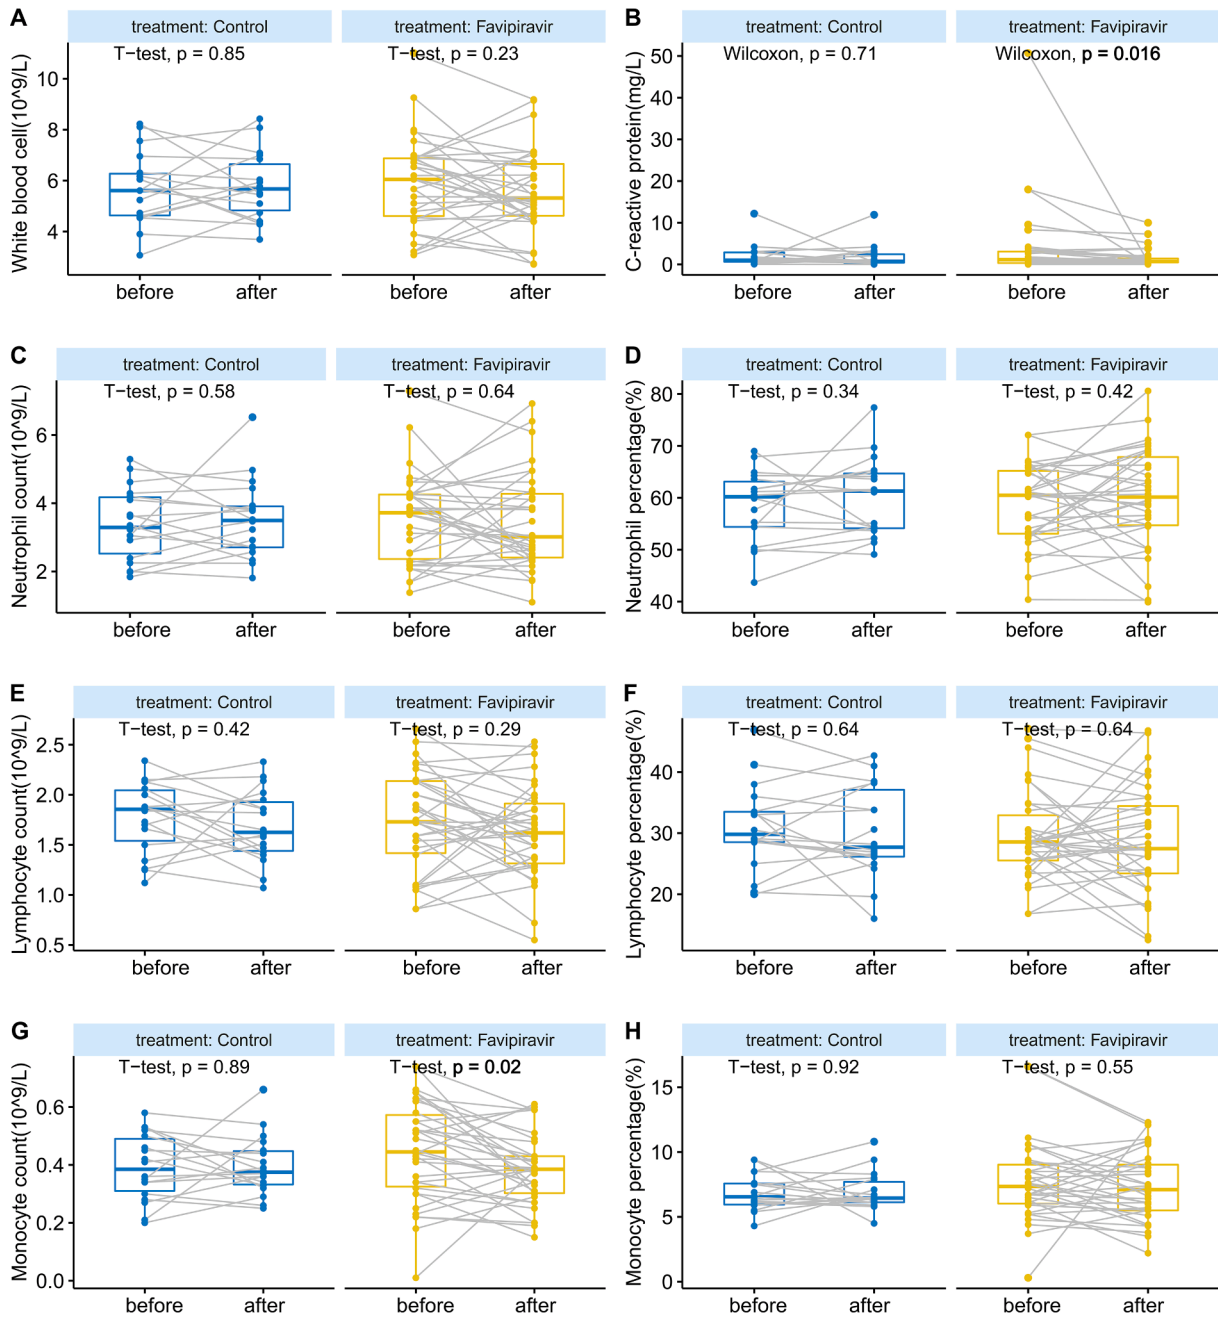 A
treatment: Control
treatment: Favipiravir
T-test, p = 0.85
T-test, p = 0.23
White blood cell(10^9/L)
10
8
6
4
before
after
before
after
B
treatment: Control
treatment: Favipiravir
Wilcoxon, p = 0.71
Wilcoxon, p = 0.016
C-reactive protein(mg/L)
50
40
30
20
10
0
before
after
before
after
C
treatment: Control
treatment: Favipiravir
T-test, p = 0.58
T-test, p = 0.64
Neutrophil count(10^9/L)
6
4
2
before
after
before
after
D
treatment: Control
treatment: Favipiravir
T-test, p = 0.34
T-test, p = 0.42
Neutrophil percentage(%)
80
70
60
50
40
before
after
before
after
E
treatment: Control
treatment: Favipiravir
T-test, p = 0.42
T-test, p = 0.29
Lymphocyte count(10^9/L)
2.5
2.0
1.5
1.0
0.5
before
after
before
after
F
treatment: Control
treatment: Favipiravir
T-test, p = 0.64
T-test, p = 0.64
Lymphocyte percentage(%)
40
30
20
before
after
before
after
G
treatment: Control
treatment: Favipiravir
T-test, p = 0.89
T-test, p = 0.02
Monocyte count(10^9/L)
0.6
0.4
0.2
0.0
before
after
before
after
H
treatment: Control
treatment: Favipiravir
T-test, p = 0.92
T-test, p = 0.55
Monocyte percentage(%)
15
10
5
0
before
after
before
after